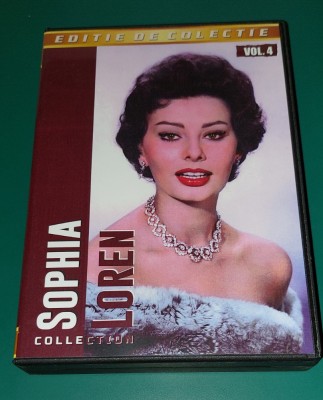 EDITIE DE COLECTIE
VOL. 4
SOPHIA
LOREN
COLLECTION